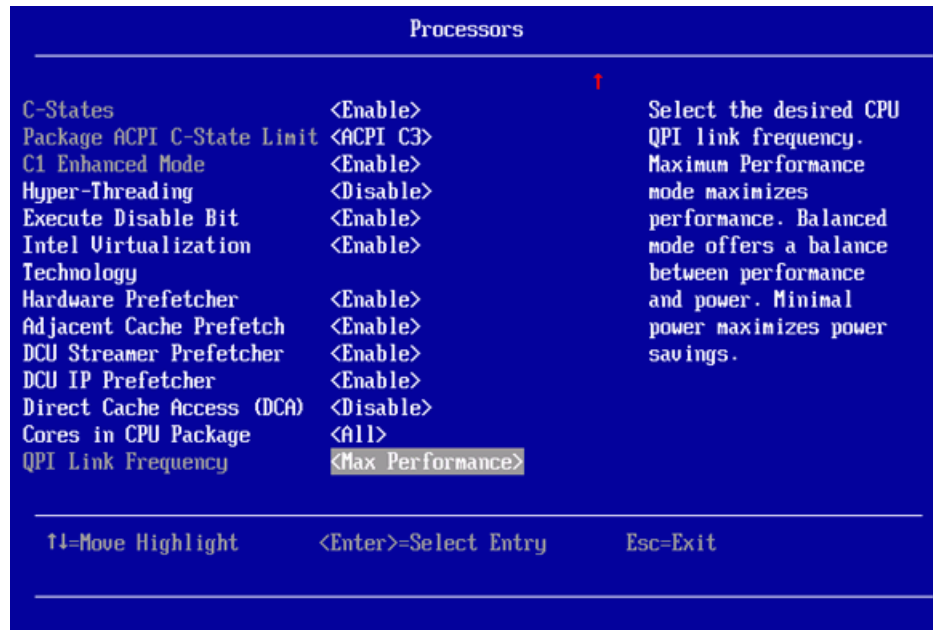 Processors
↑
C-States <Enable> Select the desired CPU
Package ACPI C-State Limit <ACPI C3> QPI link frequency.
C1 Enhanced Mode <Enable> Maximum Performance
Hyper-Threading <Disable> mode maximizes
Execute Disable Bit <Enable> performance. Balanced
Intel Virtualization <Enable> mode offers a balance
Technology between performance
Hardware Prefetcher <Enable> and power. Minimal
Adjacent Cache Prefetch <Enable> power maximizes power
DCU Streamer Prefetcher <Enable> savings.
DCU IP Prefetcher <Enable>
Direct Cache Access (DCA) <Disable>
Cores in CPU Package <All>
QPI Link Frequency <Max Performance>
↑↓=Move Highlight <Enter>=Select Entry Esc=Exit